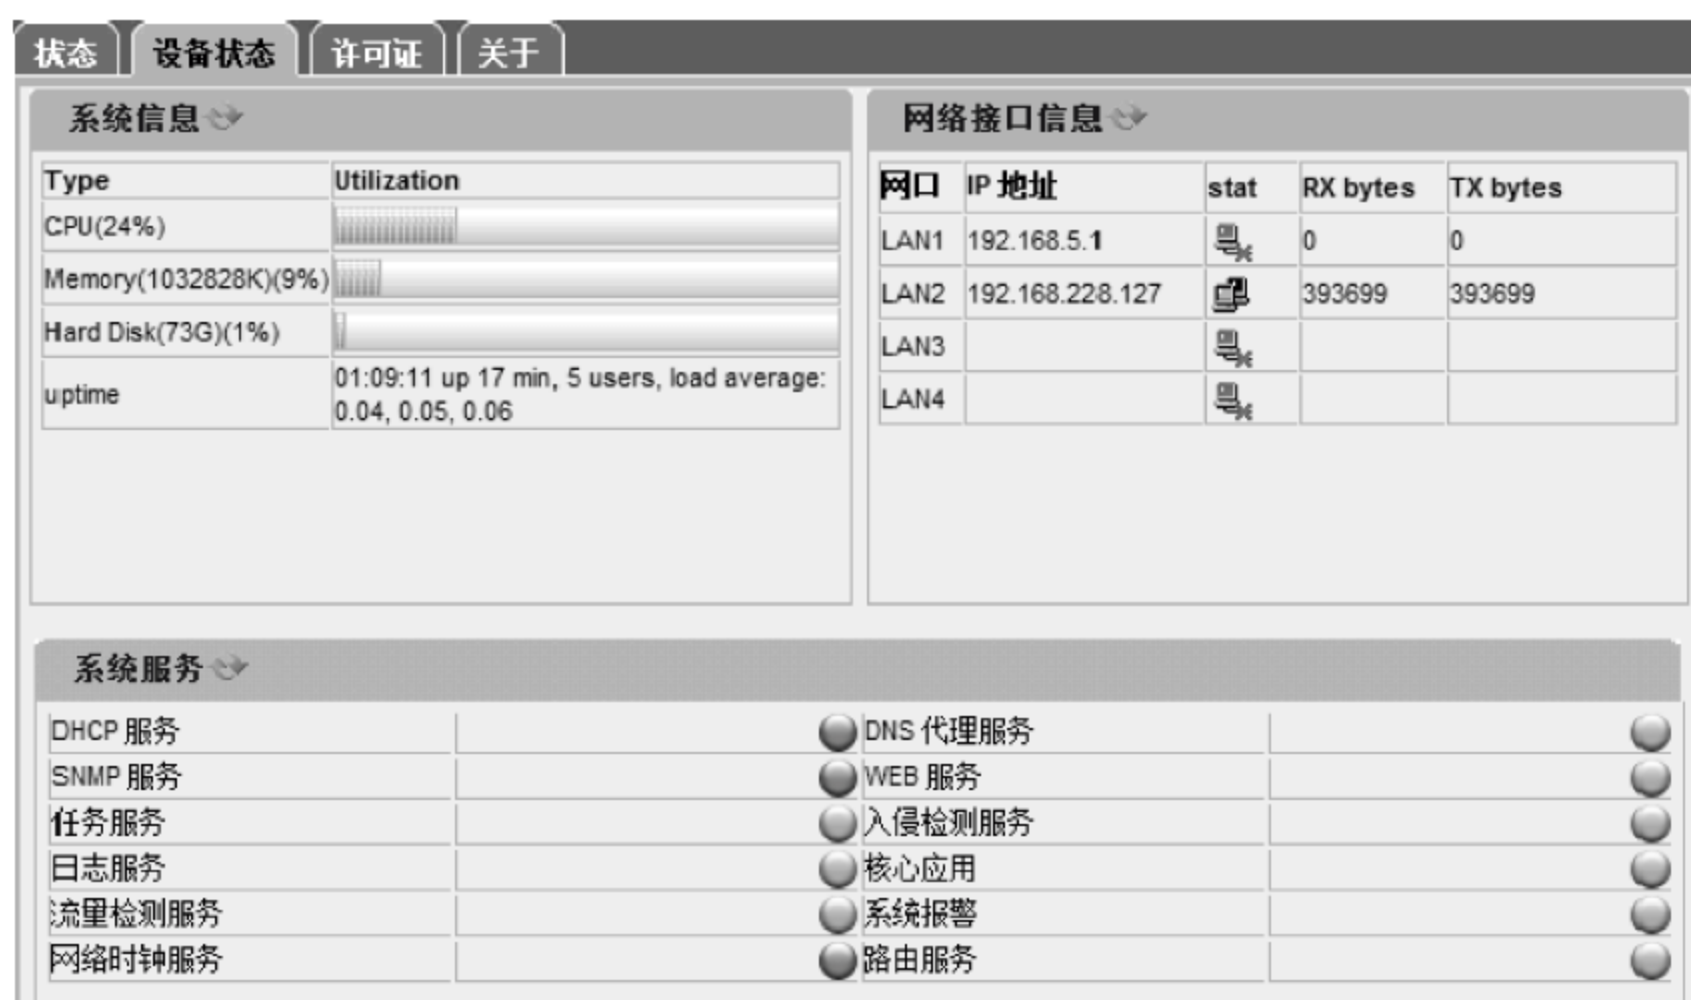 状态 设备状态 许可证 关于
系统信息
Type Utilization
CPU(24%)
Memory(1032828K)(9%)
Hard Disk(73G)(1%)
uptime 01:09:11 up 17 min, 5 users, load average:
0.04, 0.05, 0.06
网络接口信息
网口 IP 地址 stat RX bytes TX bytes
LAN1 192.168.5.1 0 0
LAN2 192.168.228.127 393699 393699
LAN3
LAN4
系统服务
DHCP 服务 DNS 代理服务
SNMP 服务 WEB 服务
任务服务 入侵检测服务
日志服务 核心应用
流里检测服务 系统报警
网络时钟服务 路由服务